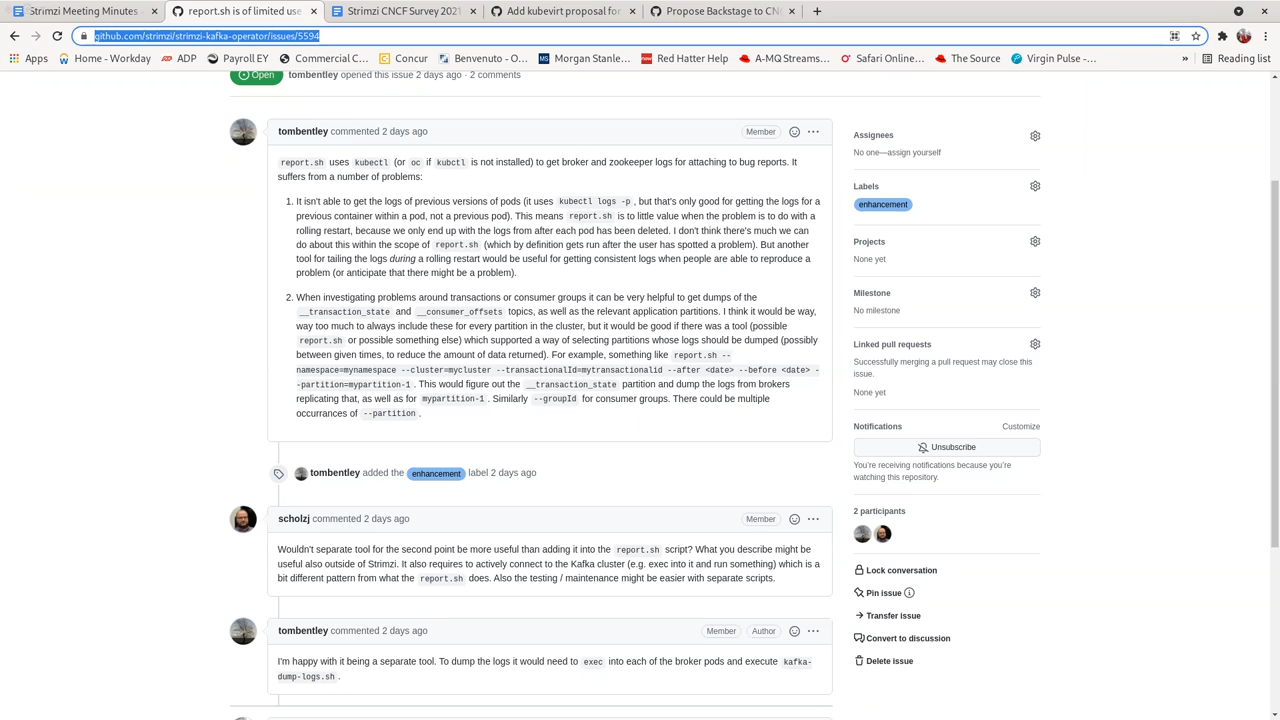 Strimzi Meeting Minutes
report.sh is of limited use
Strimzi CNCF Survey 2021
Add kubevirt proposal for
Propose Backstage to CN
github.com/strimzi/strimzi-kafka-operator/issues/5594
Apps
Home - Workday
ADP
Payroll EY
Commercial C...
Concur
Benvenuto - O...
Morgan Stanle...
Red Hatter Help
A-MQ Streams...
Safari Online...
The Source
Virgin Pulse -...
»
Reading list
Open
tombentley opened this issue 2 days ago · 2 comments
tombentley commented 2 days ago
Member
report.sh uses kubectl (or oc if kubctl is not installed) to get broker and zookeeper logs for attaching to bug reports. It
suffers from a number of problems:
1. It isn't able to get the logs of previous versions of pods (it uses kubectl logs -p, but that's only good for getting the logs for a
previous container within a pod, not a previous pod). This means report.sh is to little value when the problem is to do with a
rolling restart, because we only end up with the logs from after each pod has been deleted. I don't think there's much we can
do about this within the scope of report.sh (which by definition gets run after the user has spotted a problem). But another
tool for tailing the logs during a rolling restart would be useful for getting consistent logs when people are able to reproduce a
problem (or anticipate that there might be a problem).
2. When investigating problems around transactions or consumer groups it can be very helpful to get dumps of the
__transaction_state and __consumer_offsets topics, as well as the relevant application partitions. I think it would be way,
way too much to always include these for every partition in the cluster, but it would be good if there was a tool (possible
report.sh or possible something else) which supported a way of selecting partitions whose logs should be dumped (possibly
between given times, to reduce the amount of data returned). For example, something like report.sh --
namespace=mynamespace --cluster=mycluster --transactionalId=mytransactionalid --after <date> --before <date> -
-partition=mypartition-1. This would figure out the __transaction_state partition and dump the logs from brokers
replicating that, as well as for mypartition-1. Similarly --groupId for consumer groups. There could be multiple
occurrances of --partition.
tombentley added the enhancement label 2 days ago
scholzj commented 2 days ago
Member
Wouldn't separate tool for the second point be more useful than adding it into the report.sh script? What you describe might be
useful also outside of Strimzi. It also requires to actively connect to the Kafka cluster (e.g. exec into it and run something) which is a
bit different pattern from what the report.sh does. Also the testing / maintenance might be easier with separate scripts.
tombentley commented 2 days ago
Member
Author
I'm happy with it being a separate tool. To dump the logs it would need to exec into each of the broker pods and execute kafka-
dump-logs.sh.
Assignees
No one—assign yourself
Labels
enhancement
Projects
None yet
Milestone
No milestone
Linked pull requests
Successfully merging a pull request may close this
issue.
None yet
Notifications
Customize
Unsubscribe
You're receiving notifications because you're
watching this repository.
2 participants
Lock conversation
Pin issue
Transfer issue
Convert to discussion
Delete issue